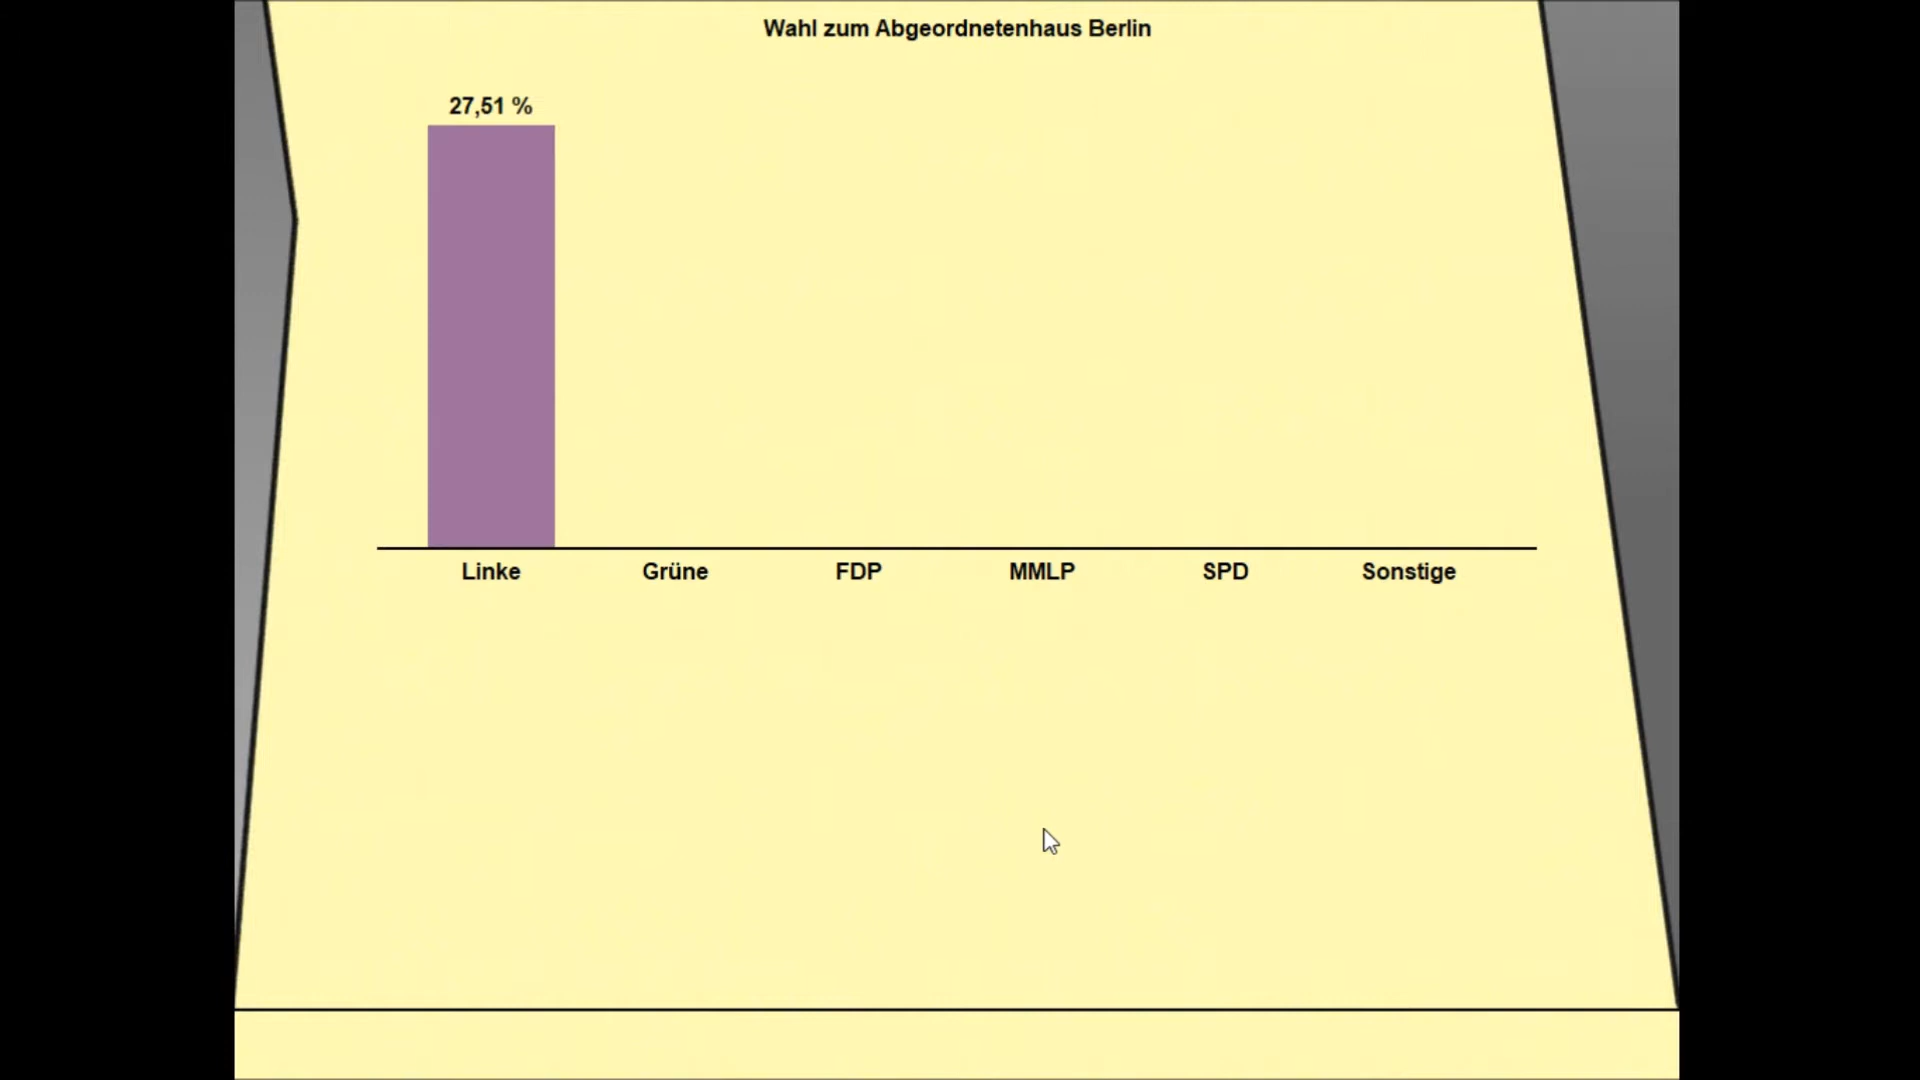 Wahl zum Abgeordnetenhaus Berlin
27,51 %
Linke Grüne FDP MMLP SPD Sonstige